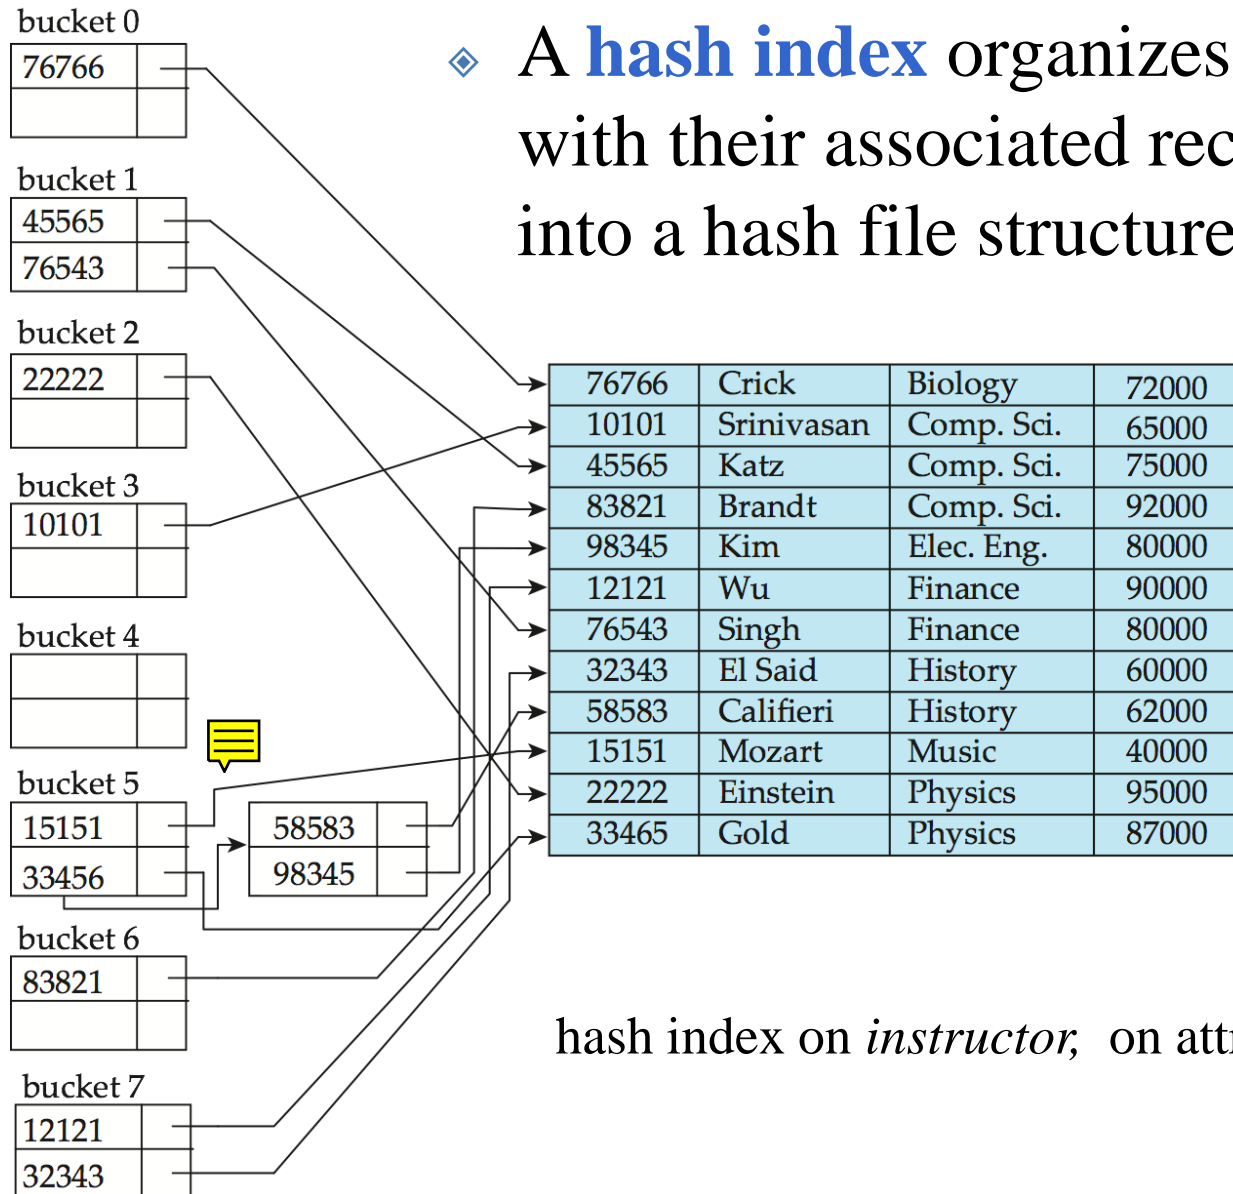 A hash index organizes
with their associated rec
into a hash file structure
bucket 0
76766
bucket 1
45565
76543
bucket 2
22222
bucket 3
10101
bucket 4
bucket 5
15151
33456
58583
98345
bucket 6
83821
bucket 7
12121
32343
76766 Crick Biology 72000
10101 Srinivasan Comp. Sci. 65000
45565 Katz Comp. Sci. 75000
83821 Brandt Comp. Sci. 92000
98345 Kim Elec. Eng. 80000
12121 Wu Finance 90000
76543 Singh Finance 80000
32343 El Said History 60000
58583 Califieri History 62000
15151 Mozart Music 40000
22222 Einstein Physics 95000
33465 Gold Physics 87000
hash index on instructor, on att